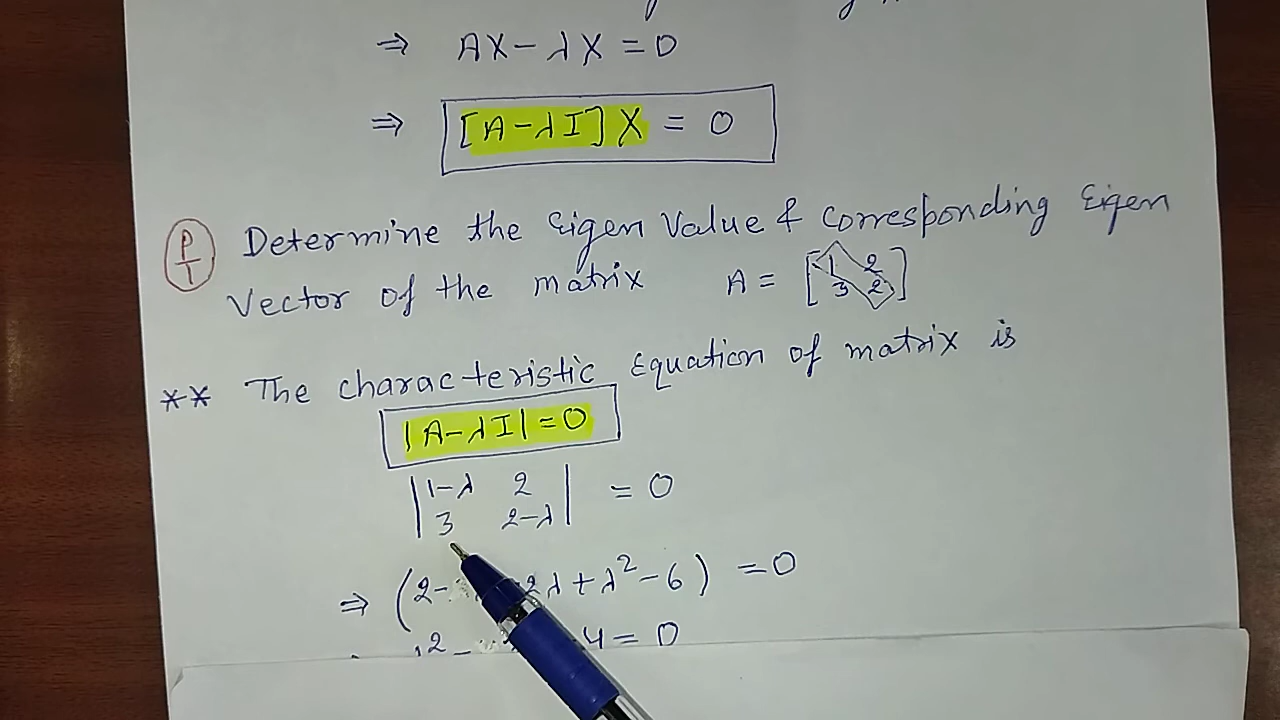 ⇒ AX - λX = 0
⇒ [A-λI] X = 0
P/1 Determine the Eigen Value & corresponding Eigen
Vector of the matrix A = [1 2
3 2]
** The characteristic Equation of matrix is
|A-λI| = 0
|1-λ 2
3 2-λ| = 0
⇒ (2- 2λ + λ² - 6) = 0
4 = 0